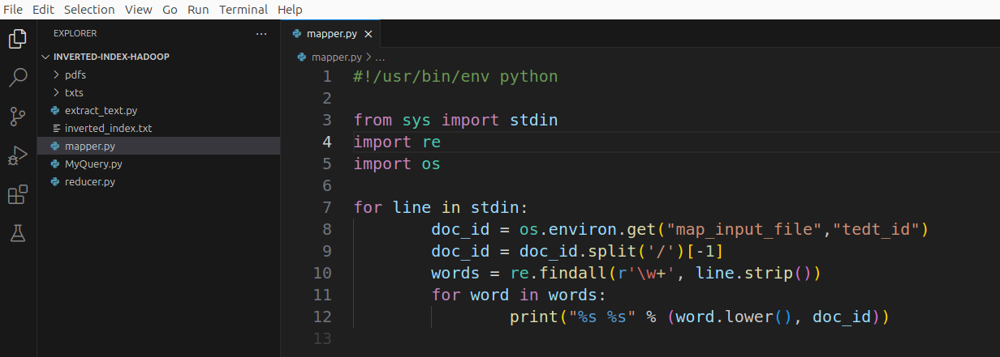 File Edit Selection View Go Run Terminal Help
EXPLORER ...
INVERTED-INDEX-HADOOP
pdfs
txts
extract_text.py
inverted_index.txt
mapper.py
MyQuery.py
reducer.py
mapper.py
mapper.py > ...
1 #!/usr/bin/env python
2
3 from sys import stdin
4 import re
5 import os
6
7 for line in stdin:
8 doc_id = os.environ.get("map_input_file","tedt_id")
9 doc_id = doc_id.split('/')[-1]
10 words = re.findall(r'\w+', line.strip())
11 for word in words:
12 print("%s %s" % (word.lower(), doc_id))
13